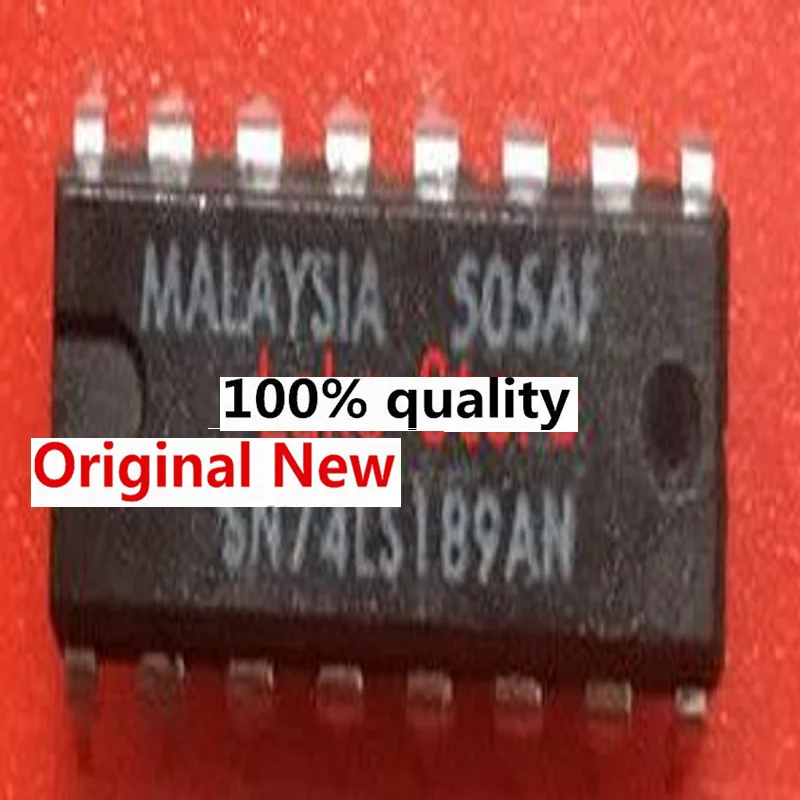 MALAYSIA 505AF
100% quality
Original New
SN74LS189AN